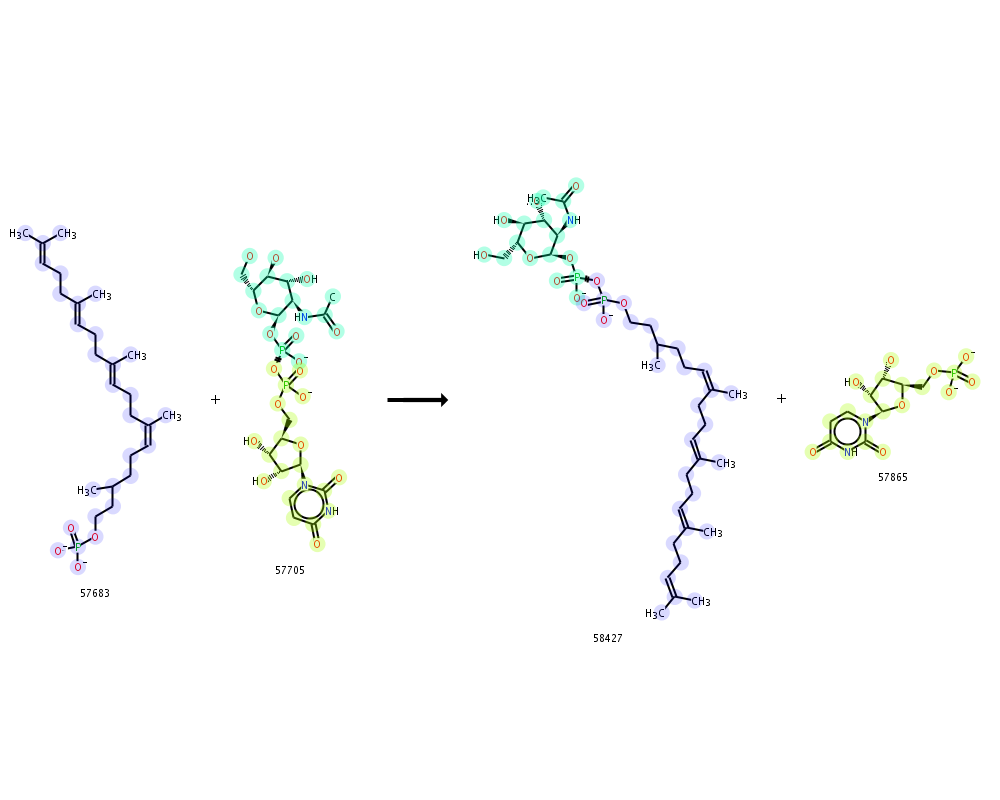 H₃C CH₃
CH₃
CH₃
CH₃
H₃C
O
O⁻ P O
O⁻
57683
+
O O
OH
O
HN C
O O
P O
O⁻
O O
P
O O⁻
HO O
HO
N O
NH
O
57705
H₃C O
HO
HO NH
HO O O
O P O
O⁻ O P O
O⁻
H₃C
CH₃
CH₃
CH₃
CH₃
H₃C
58427
+
O
HO O O⁻
P O
O O⁻
N
O NH O
57865